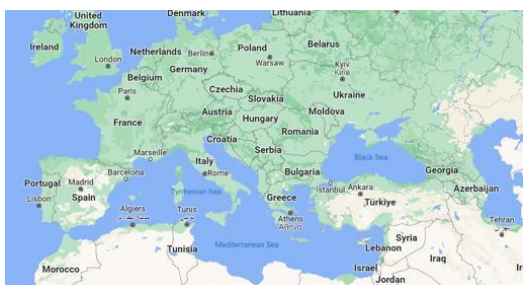 United
Kingdom
Denmark
Lithuania
Ireland
London
Netherlands
Berlin
Poland
Warsaw
Belarus
Belgium
Germany
Kyiv
Київ
Paris
Czechia
Ukraine
Slovakia
Austria
Hungary
Moldova
France
Croatia
Romania
Serbia
Marseille
Italy
Black Sea
Barcelona
Rome
Bulgaria
Georgia
Portugal
Madrid
Spain
Lisbon
Tyrrhenian Sea
Istanbul
Ankara
Azerbaijan
Greece
Türkiye
Athens
Αθήνα
Algiers
Tunis
Tehran
Tunisia
Mediterranean Sea
Syria
Lebanon
Iraq
Morocco
Israel
Jordan